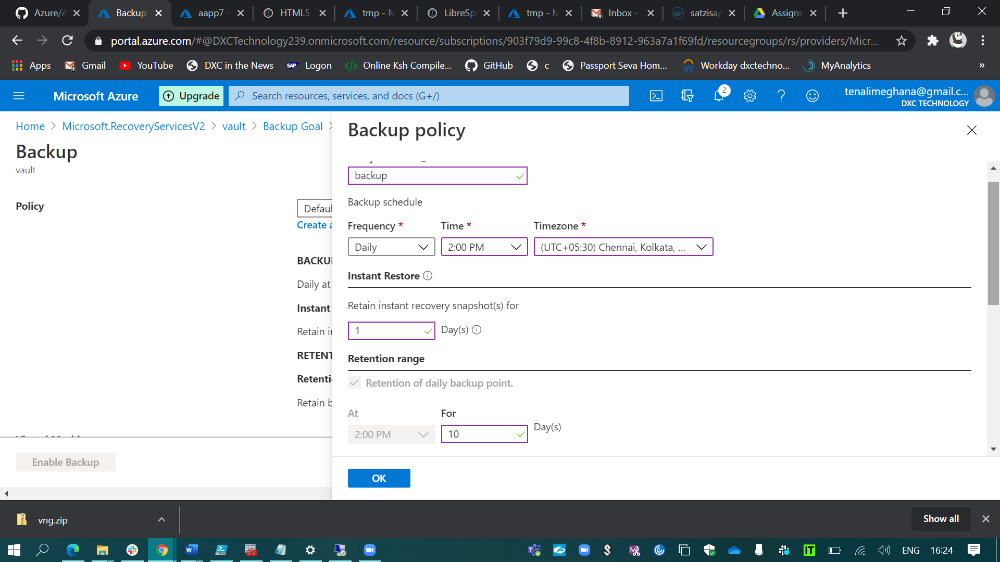 Azure/A
Backup
aapp7 -
HTML5
tmp - M
LibreSp
tmp - M
Inbox -
satzisa/
Assignm
portal.azure.com/#@DXCTechnology239.onmicrosoft.com/resource/subscriptions/903f79d9-99c8-4f8b-8912-963a7a1f69fd/resourcegroups/rs/providers/Micr...
Apps
Gmail
YouTube
DXC in the News
SAP
Logon
Online Ksh Compile...
GitHub
c
Passport Seva Hom...
Workday dxctechno...
MyAnalytics
»
Microsoft Azure
Upgrade
Search resources, services, and docs (G+/)
2
tenalimeghana@gmail.c...
DXC TECHNOLOGY
Home > Microsoft.RecoveryServicesV2 > vault > Backup Goal >
Backup
vault
Policy
Defaul
Create a
BACKU
Daily at
Instant
Retain i
RETENT
Retenti
Retain b
Enable Backup
Backup policy
backup
Backup schedule
Frequency * Time * Timezone *
Daily 2:00 PM (UTC+05:30) Chennai, Kolkata, ...
Instant Restore
Retain instant recovery snapshot(s) for
1 Day(s)
Retention range
Retention of daily backup point.
At For
2:00 PM 10 Day(s)
OK
vng.zip
Show all
ENG 16:24